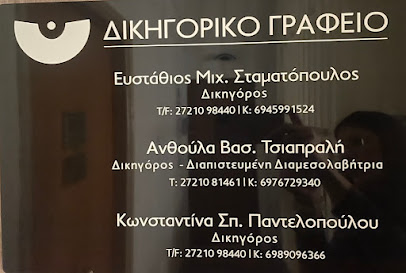 ΔΙΚΗΓΟΡΙΚΟ ΓΡΑΦΕΙΟ
Ευστάθιος Μιχ. Σταματόπουλος
Δικηγόρος
Τ/F: 27210 98440 | Κ: 6945991524
Ανθούλα Βασ. Τσιαπραλή
Δικηγόρος - Διαπιστευμένη Διαμεσολαβήτρια
Τ: 27210 81461 | Κ: 6976729340
Κωνσταντίνα Σπ. Παντελοπούλου
Δικηγόρος
Τ/F: 27210 98440 | Κ: 6989096366